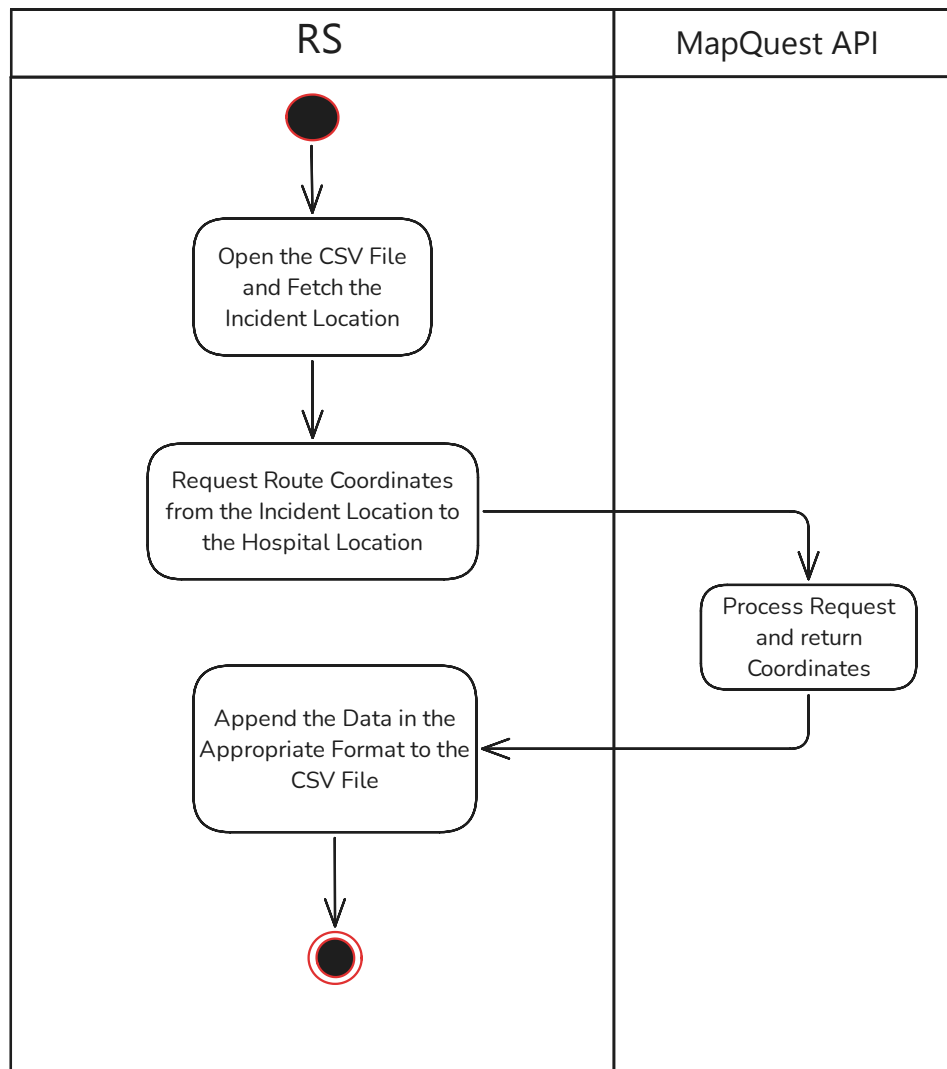 RS
MapQuest API
Open the CSV File
and Fetch the
Incident Location
Request Route Coordinates
from the Incident Location to
the Hospital Location
Process Request
and return
Coordinates
Append the Data in the
Appropriate Format to the
CSV File